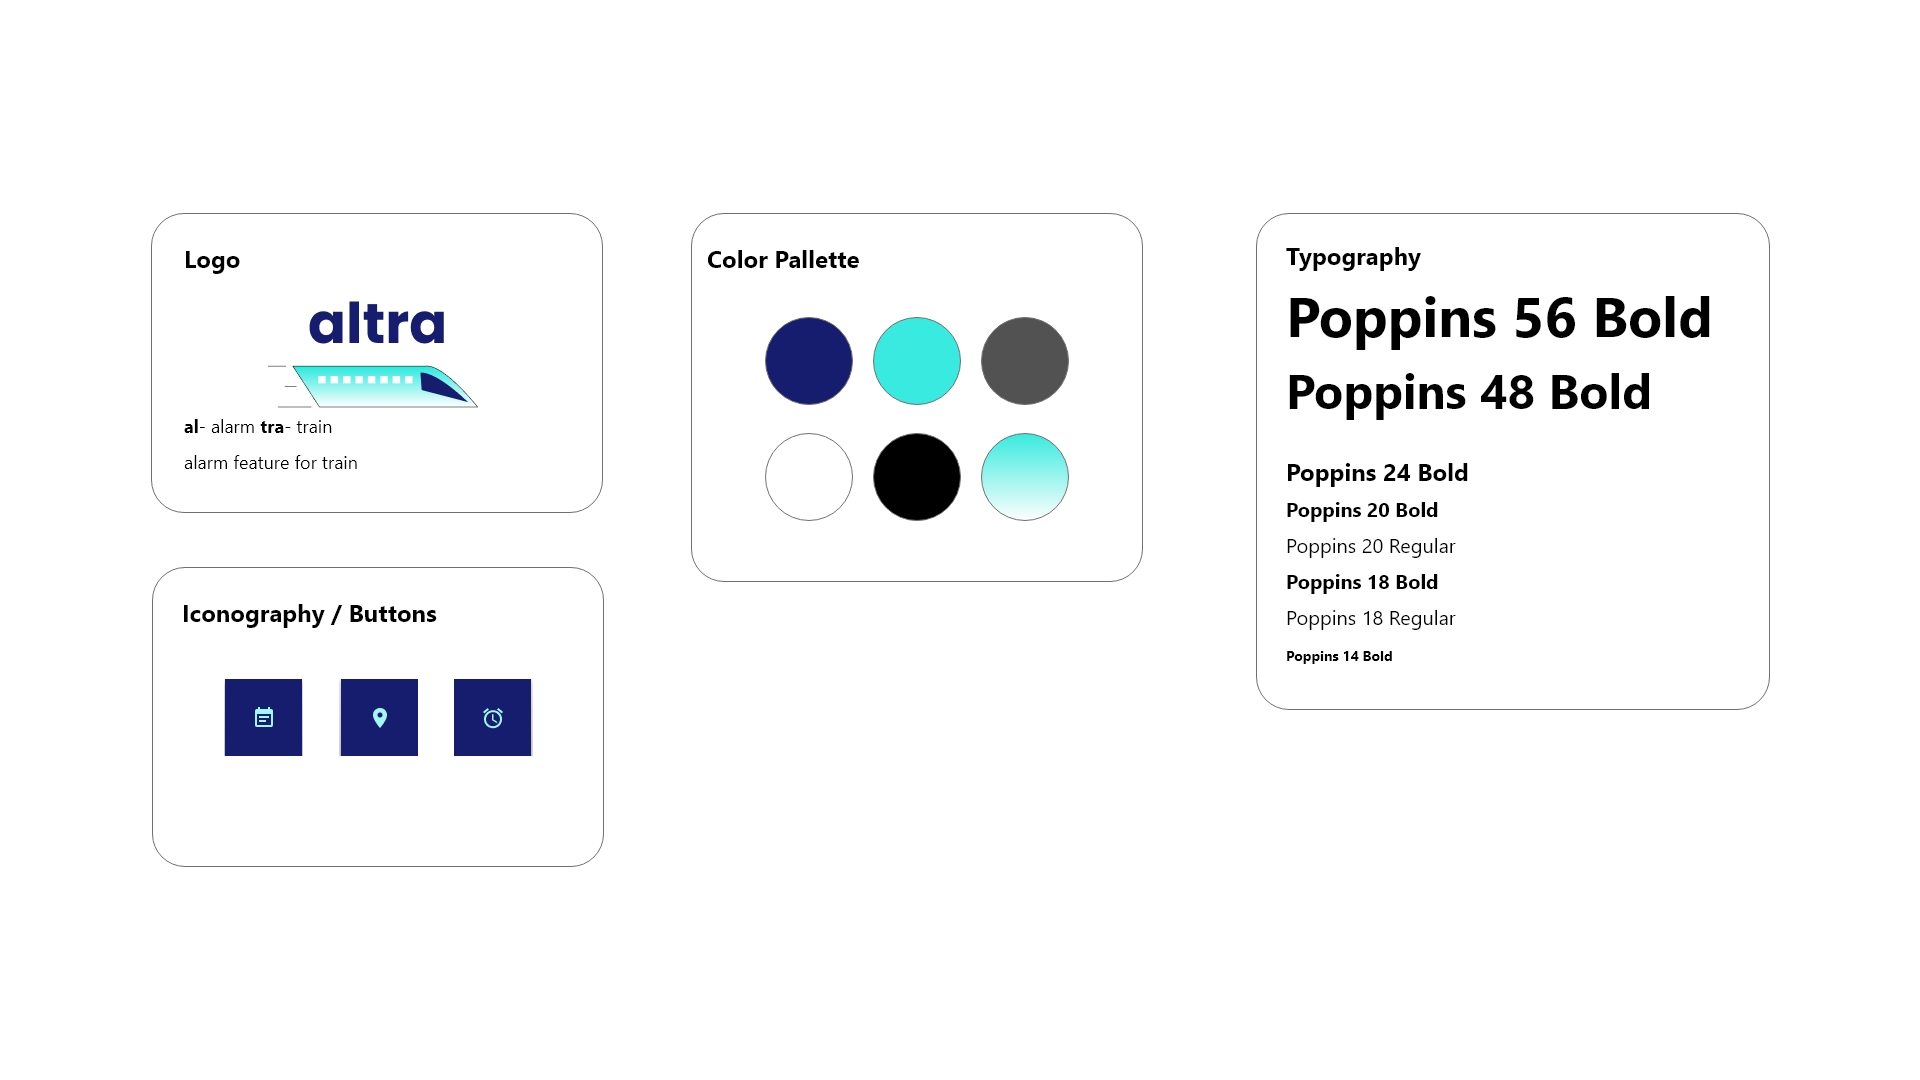 Logo
altra
al- alarm tra- train
alarm feature for train
Iconography / Buttons
Color Pallette
Typography
Poppins 56 Bold
Poppins 48 Bold
Poppins 24 Bold
Poppins 20 Bold
Poppins 20 Regular
Poppins 18 Bold
Poppins 18 Regular
Poppins 14 Bold